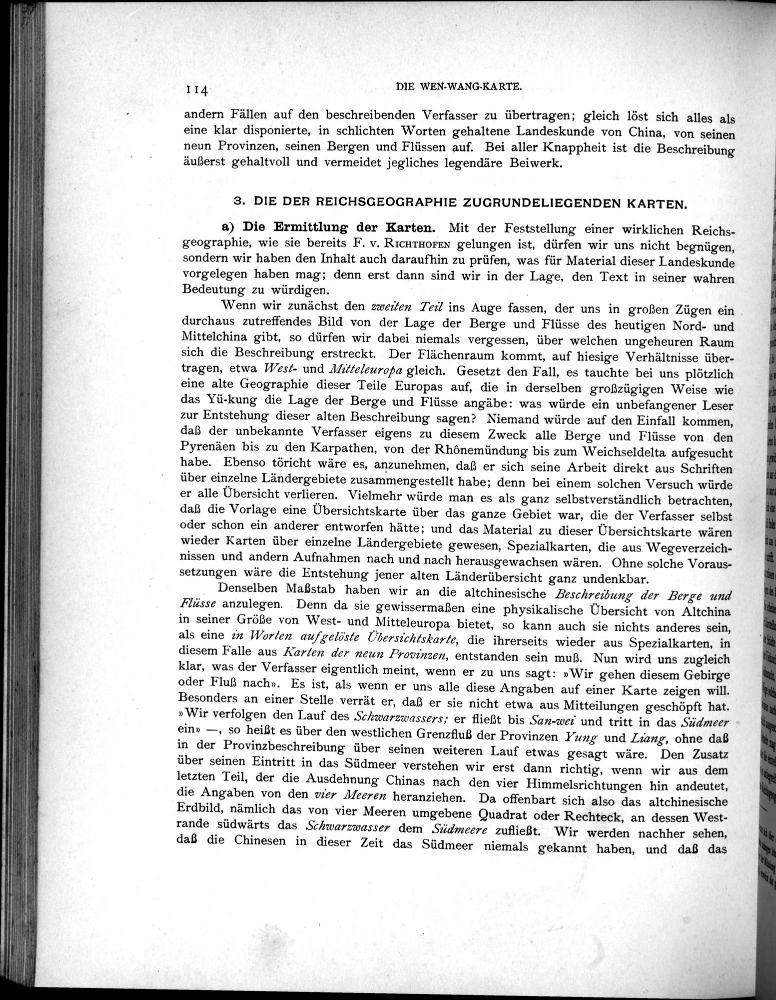 114
DIE WEN-WANG-KARTE.
andern Fällen auf den beschreibenden Verfasser zu übertragen; gleich löst sich alles als
eine klar disponierte, in schlichten Worten gehaltene Landeskunde von China, von seinen
neun Provinzen, seinen Bergen und Flüssen auf. Bei aller Knappheit ist die Beschreibung
äußerst gehaltvoll und vermeidet jegliches legendäre Beiwerk.
3. DIE DER REICHSGEOGRAPHIE ZUGRUNDELIEGENDEN KARTEN.
a) Die Ermittlung der Karten. Mit der Feststellung einer wirklichen Reichs-
geographie, wie sie bereits F. v. RICHTHOFEN gelungen ist, dürfen wir uns nicht begnügen,
sondern wir haben den Inhalt auch daraufhin zu prüfen, was für Material dieser Landeskunde
vorgelegen haben mag; denn erst dann sind wir in der Lage, den Text in seiner wahren
Bedeutung zu würdigen.
Wenn wir zunächst den zweiten Teil ins Auge fassen, der uns in großen Zügen ein
durchaus zutreffendes Bild von der Lage der Berge und Flüsse des heutigen Nord- und
Mittelchina gibt, so dürfen wir dabei niemals vergessen, über welchen ungeheuren Raum
sich die Beschreibung erstreckt. Der Flächenraum kommt, auf hiesige Verhältnisse über-
tragen, etwa West- und Mitteleuropa gleich. Gesetzt den Fall, es tauchte bei uns plötzlich
eine alte Geographie dieser Teile Europas auf, die in derselben großzügigen Weise wie
das Yü-kung die Lage der Berge und Flüsse angäbe: was würde ein unbefangener Leser
zur Entstehung dieser alten Beschreibung sagen? Niemand würde auf den Einfall kommen,
daß der unbekannte Verfasser eigens zu diesem Zweck alle Berge und Flüsse von den
Pyrenäen bis zu den Karpathen, von der Rhônemündung bis zum Weichseldelta aufgesucht
habe. Ebenso töricht wäre es, anzunehmen, daß er sich seine Arbeit direkt aus Schriften
über einzelne Ländergebiete zusammengestellt habe; denn bei einem solchen Versuch würde
er alle Übersicht verlieren. Vielmehr würde man es als ganz selbstverständlich betrachten,
daß die Vorlage eine Übersichtskarte über das ganze Gebiet war, die der Verfasser selbst
oder schon ein anderer entworfen hätte; und das Material zu dieser Übersichtskarte wären
wieder Karten über einzelne Ländergebiete gewesen, Spezialkarten, die aus Wegeverzeich-
nissen und andern Aufnahmen nach und nach herausgewachsen wären. Ohne solche Voraus-
setzungen wäre die Entstehung jener alten Länderübersicht ganz undenkbar.
Denselben Maßstab haben wir an die altchinesische Beschreibung der Berge und
Flüsse anzulegen. Denn da sie gewissermaßen eine physikalische Übersicht von Altchina
in seiner Größe von West- und Mitteleuropa bietet, so kann auch sie nichts anderes sein,
als eine in Worten aufgelöste Übersichtskarte, die ihrerseits wieder aus Spezialkarten, in
diesem Falle aus Karten der neun Provinzen, entstanden sein muß. Nun wird uns zugleich
klar, was der Verfasser eigentlich meint, wenn er zu uns sagt: »Wir gehen diesem Gebirge
oder Fluß nach«. Es ist, als wenn er uns alle diese Angaben auf einer Karte zeigen will.
Besonders an einer Stelle verrät er, daß er sie nicht etwa aus Mitteilungen geschöpft hat.
»Wir verfolgen den Lauf des Schwarzwassers; er fließt bis San-wei und tritt in das Südmeer
ein« —, so heißt es über den westlichen Grenzfluß der Provinzen Yung und Liang, ohne daß
in der Provinzbeschreibung über seinen weiteren Lauf etwas gesagt wäre. Den Zusatz
über seinen Eintritt in das Südmeer verstehen wir erst dann richtig, wenn wir aus dem
letzten Teil, der die Ausdehnung Chinas nach den vier Himmelsrichtungen hin andeutet,
die Angaben von den vier Meeren heranziehen. Da offenbart sich also das altchinesische
Erdbild, nämlich das von vier Meeren umgebene Quadrat oder Rechteck, an dessen West-
rande südwärts das Schwarzwasser dem Südmeere zufließt. Wir werden nachher sehen,
daß die Chinesen in dieser Zeit das Südmeer niemals gekannt haben, und daß das